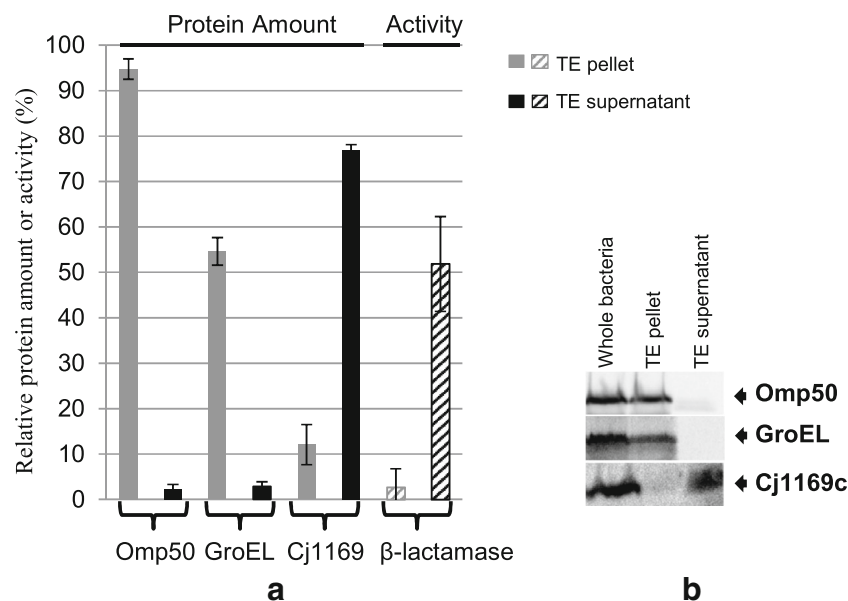 Protein Amount Activity
100
90
80
70
60
50
40
30
20
10
0
Relative protein amount or activity (%)
Omp50 GroEL Cj1169 β-lactamase
a
TE pellet
TE supernatant
Whole bacteria
TE pellet
TE supernatant
Omp50
GroEL
Cj1169c
b